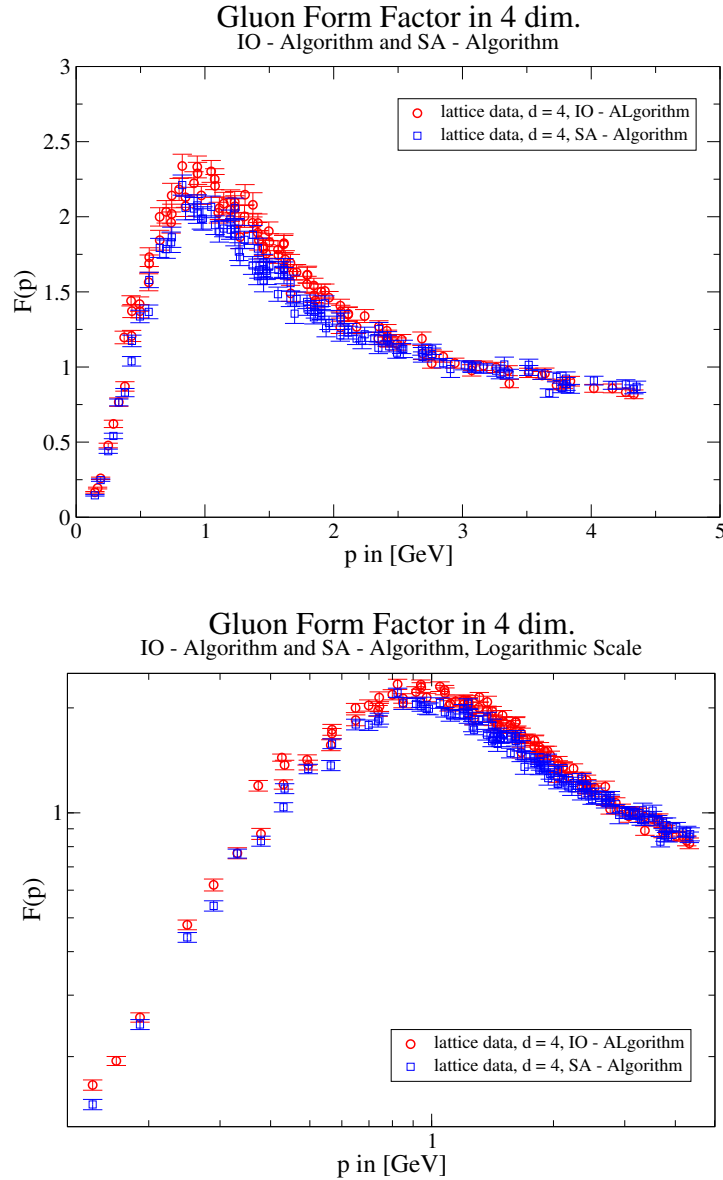 Gluon Form Factor in 4 dim.
IO - Algorithm and SA - Algorithm
3
2.5
2
1.5
1
0.5
0
F(p)
lattice data, d = 4, IO - ALgorithm
lattice data, d = 4, SA - Algorithm
0 1 2 3 4 5
p in [GeV]
Gluon Form Factor in 4 dim.
IO - Algorithm and SA - Algorithm, Logarithmic Scale
1
F(p)
lattice data, d = 4, IO - ALgorithm
lattice data, d = 4, SA - Algorithm
1
p in [GeV]